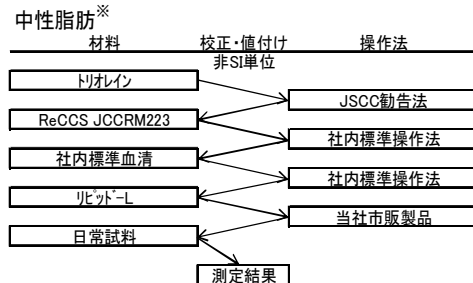 中性脂肪※
材料 校正・値付け 操作法
非SI単位
トリオレイン
JSCC勧告法
ReCCS JCCRM223
社内標準操作法
社内標準血清
社内標準操作法
リピッド-L
当社市販製品
日常試料
測定結果